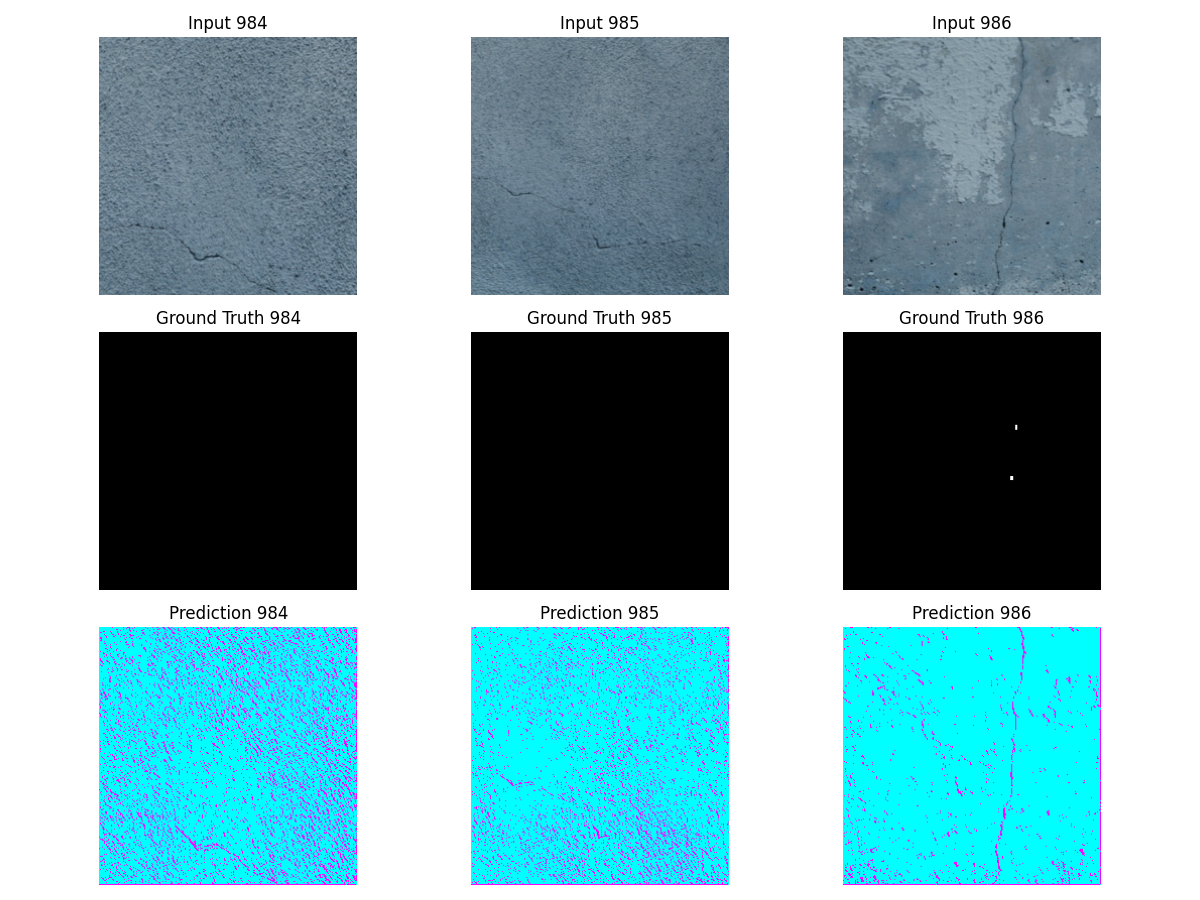 Input 984
Input 985
Input 986
Ground Truth 984
Ground Truth 985
Ground Truth 986
Prediction 984
Prediction 985
Prediction 986